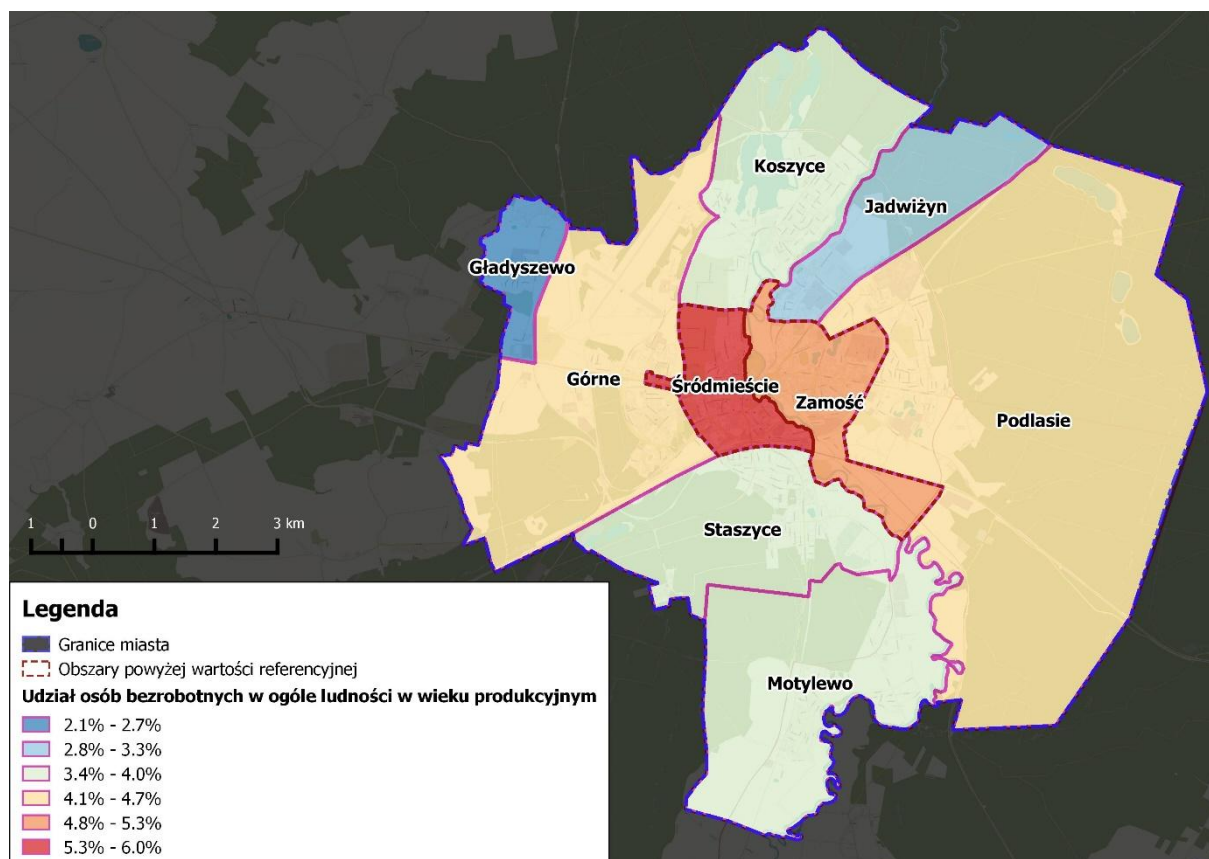 Koszyce
Jadwiżyn
Gładyszewo
Górne
Śródmieście
Zamość
Podlasie
Staszyce
Motylewo
1 0 1 2 3 km
Legenda
Granice miasta
Obszary powyżej wartości referencyjnej
Udział osób bezrobotnych w ogóle ludności w wieku produkcyjnym
2.1% - 2.7%
2.8% - 3.3%
3.4% - 4.0%
4.1% - 4.7%
4.8% - 5.3%
5.3% - 6.0%